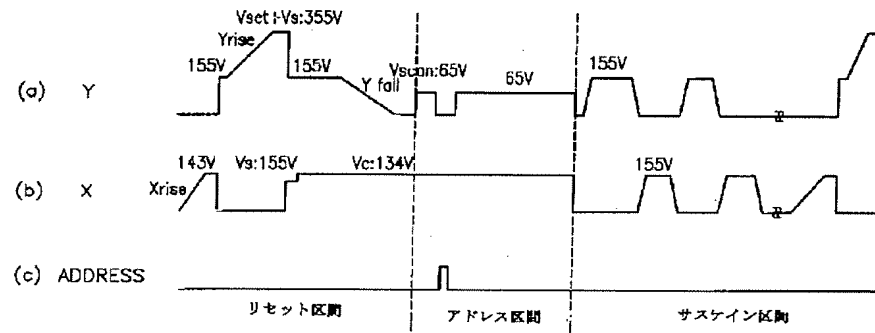 Vset+Vs:355V
Yrise
155V
155V
Y fall
Vscan:65V
65V
155V
(a) Y
143V
Vs:155V
Vc:134V
155V
Xrise
(b) X
(c) ADDRESS
リセット区間
アドレス区間
サステイン区間